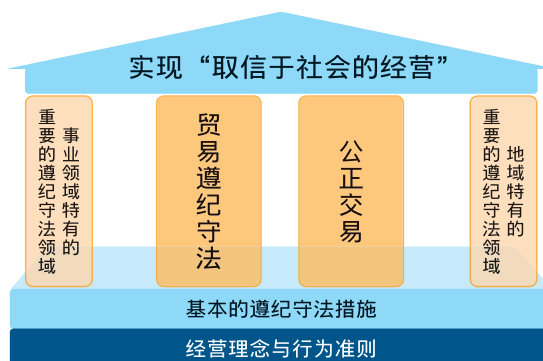 实现“取信于社会的经营”
事业领域特有的
重要的遵纪守法领域
贸易遵纪守法
公正交易
地域特有的
重要的遵纪守法领域
基本的遵纪守法措施
经营理念与行为准则